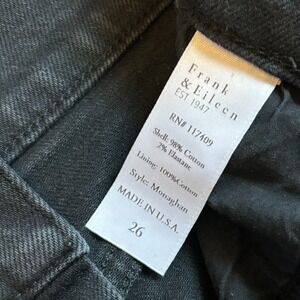 Frank
& Eileen
EST 1947
RN# 117409
Shell: 98% Cotton
2% Elastane
Lining: 100%Cotton
Style: Monaghan
MADE IN U.S.A.
26